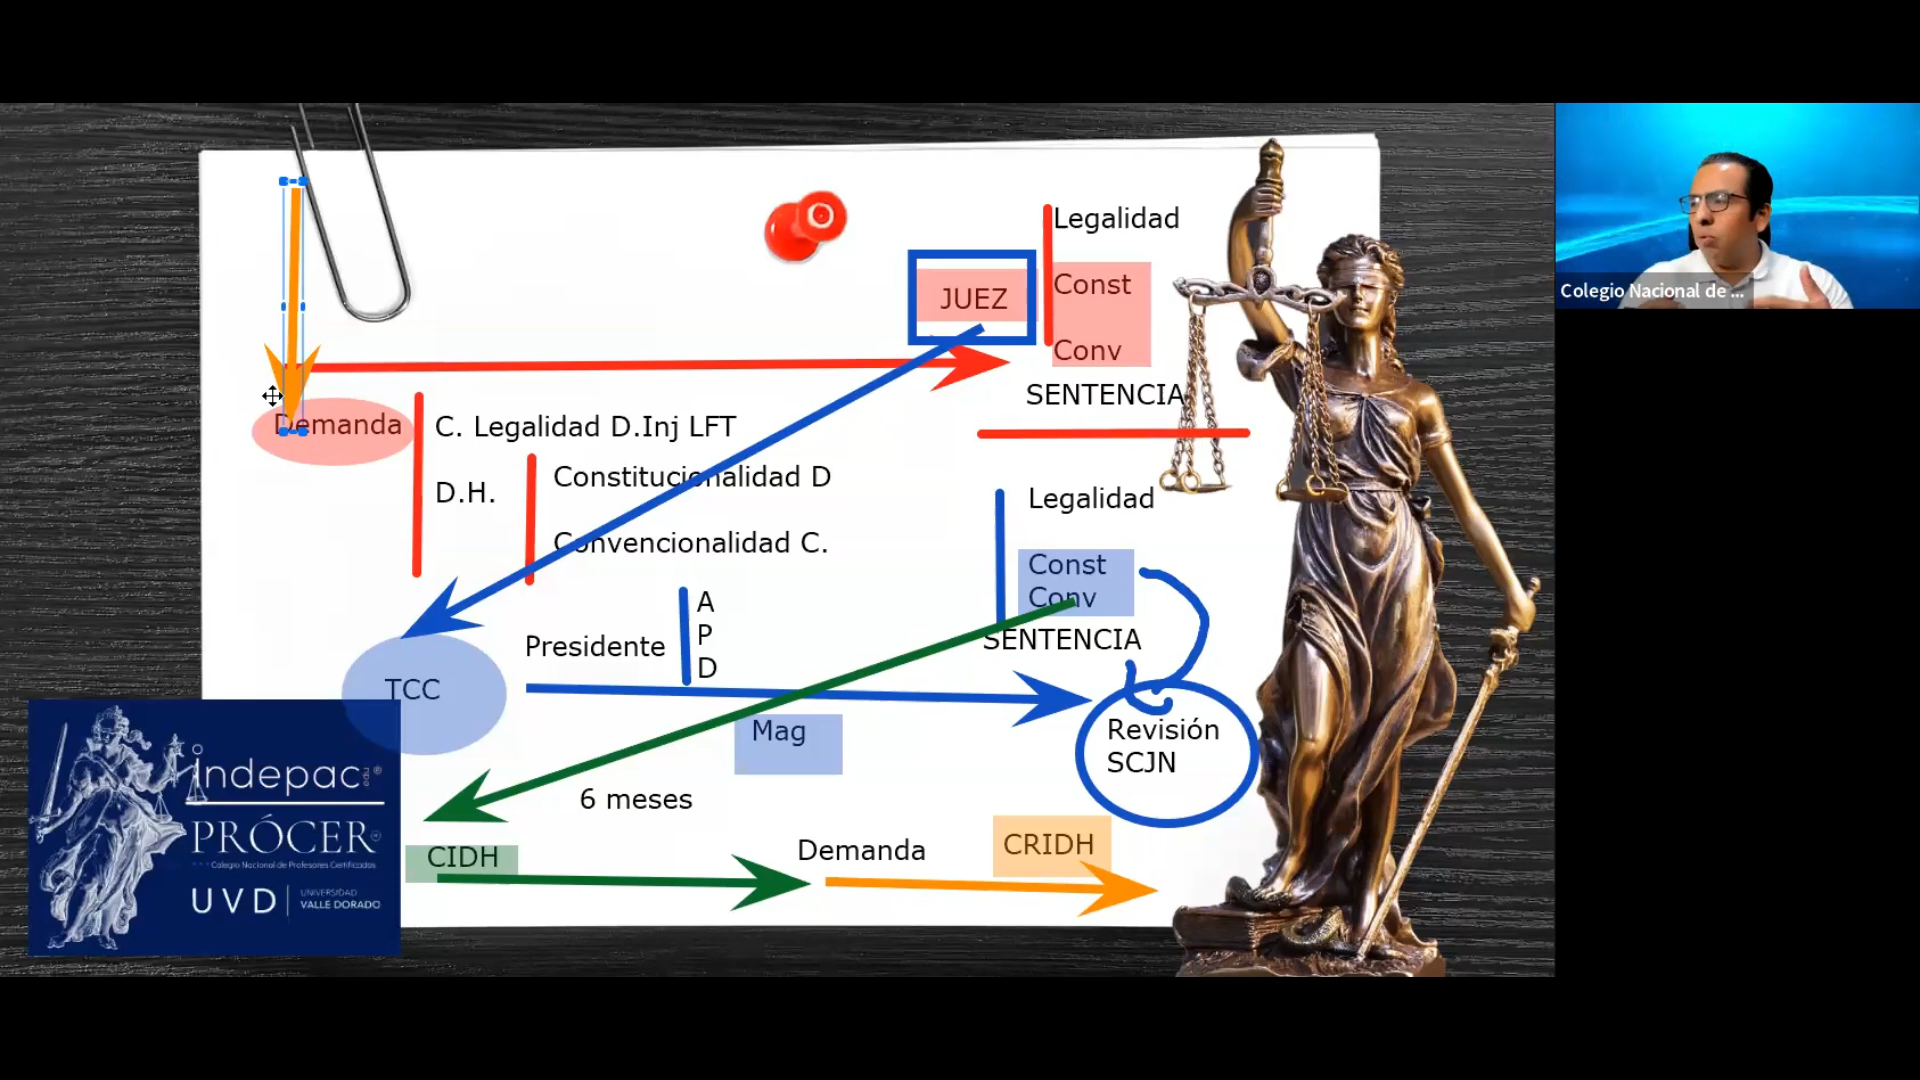 Legalidad
JUEZ
Const
Conv
SENTENCIA
Demanda
C. Legalidad D.Inj LFT
D.H.
Constitucionalidad D
Convencionalidad C.
Legalidad
Const
Conv
SENTENCIA
Presidente
A
P
D
TCC
Mag
Revisión
SCJN
6 meses
CIDH
Demanda
CRIDH
indepac
PRÓCER
Colegio Nacional de Profesores Certificados
UVD
UNIVERSIDAD
VALLE DORADO
Colegio Nacional de ...